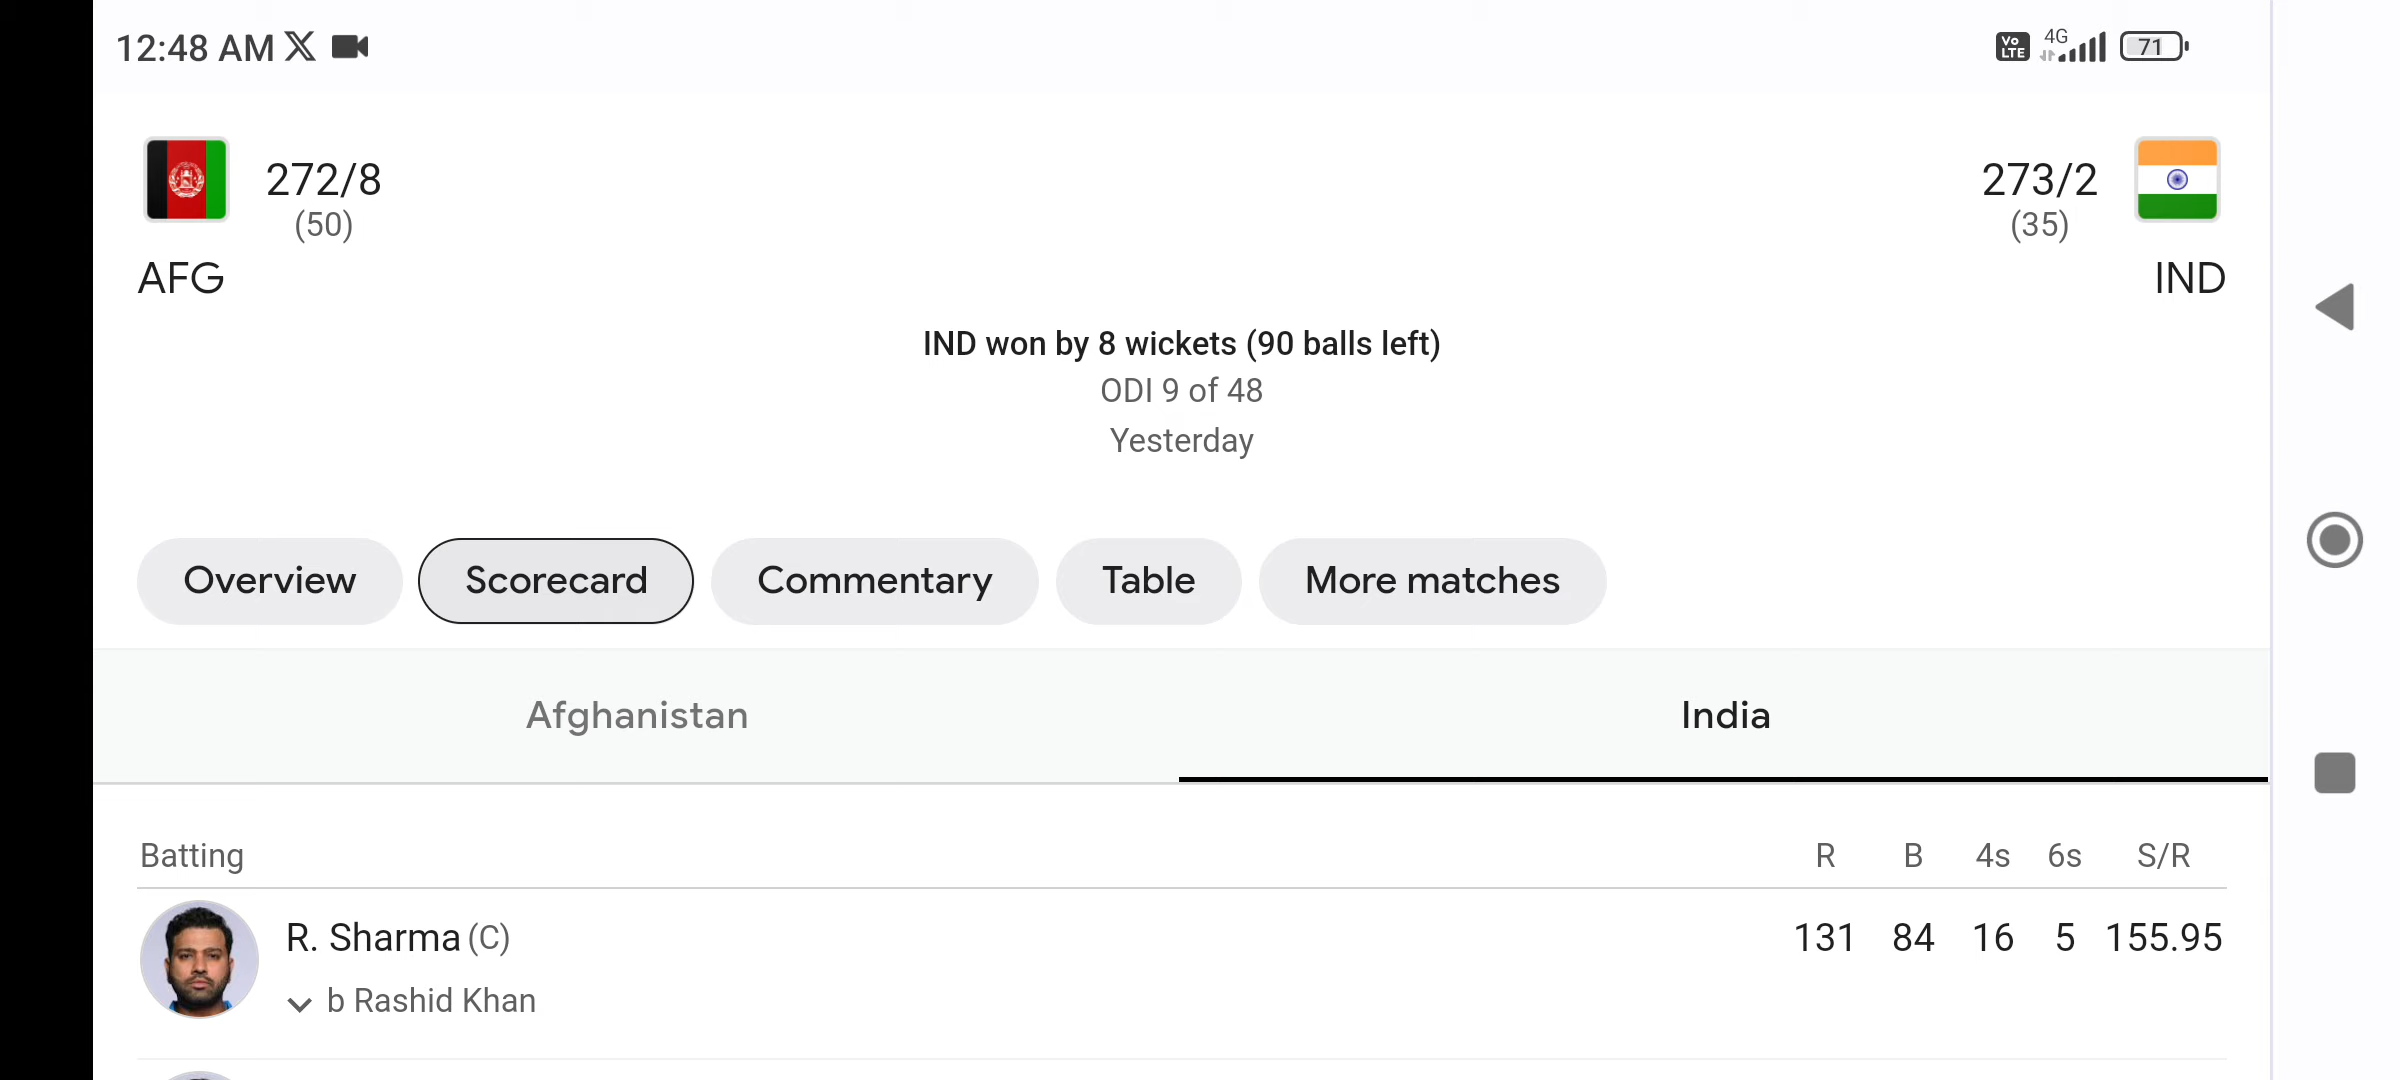 12:48 AM X
Vo LTE 4G 71
272/8
(50)
AFG
273/2
(35)
IND
IND won by 8 wickets (90 balls left)
ODI 9 of 48
Yesterday
Overview Scorecard Commentary Table More matches
Afghanistan India
Batting R B 4s 6s S/R
R. Sharma (C) 131 84 16 5 155.95
b Rashid Khan